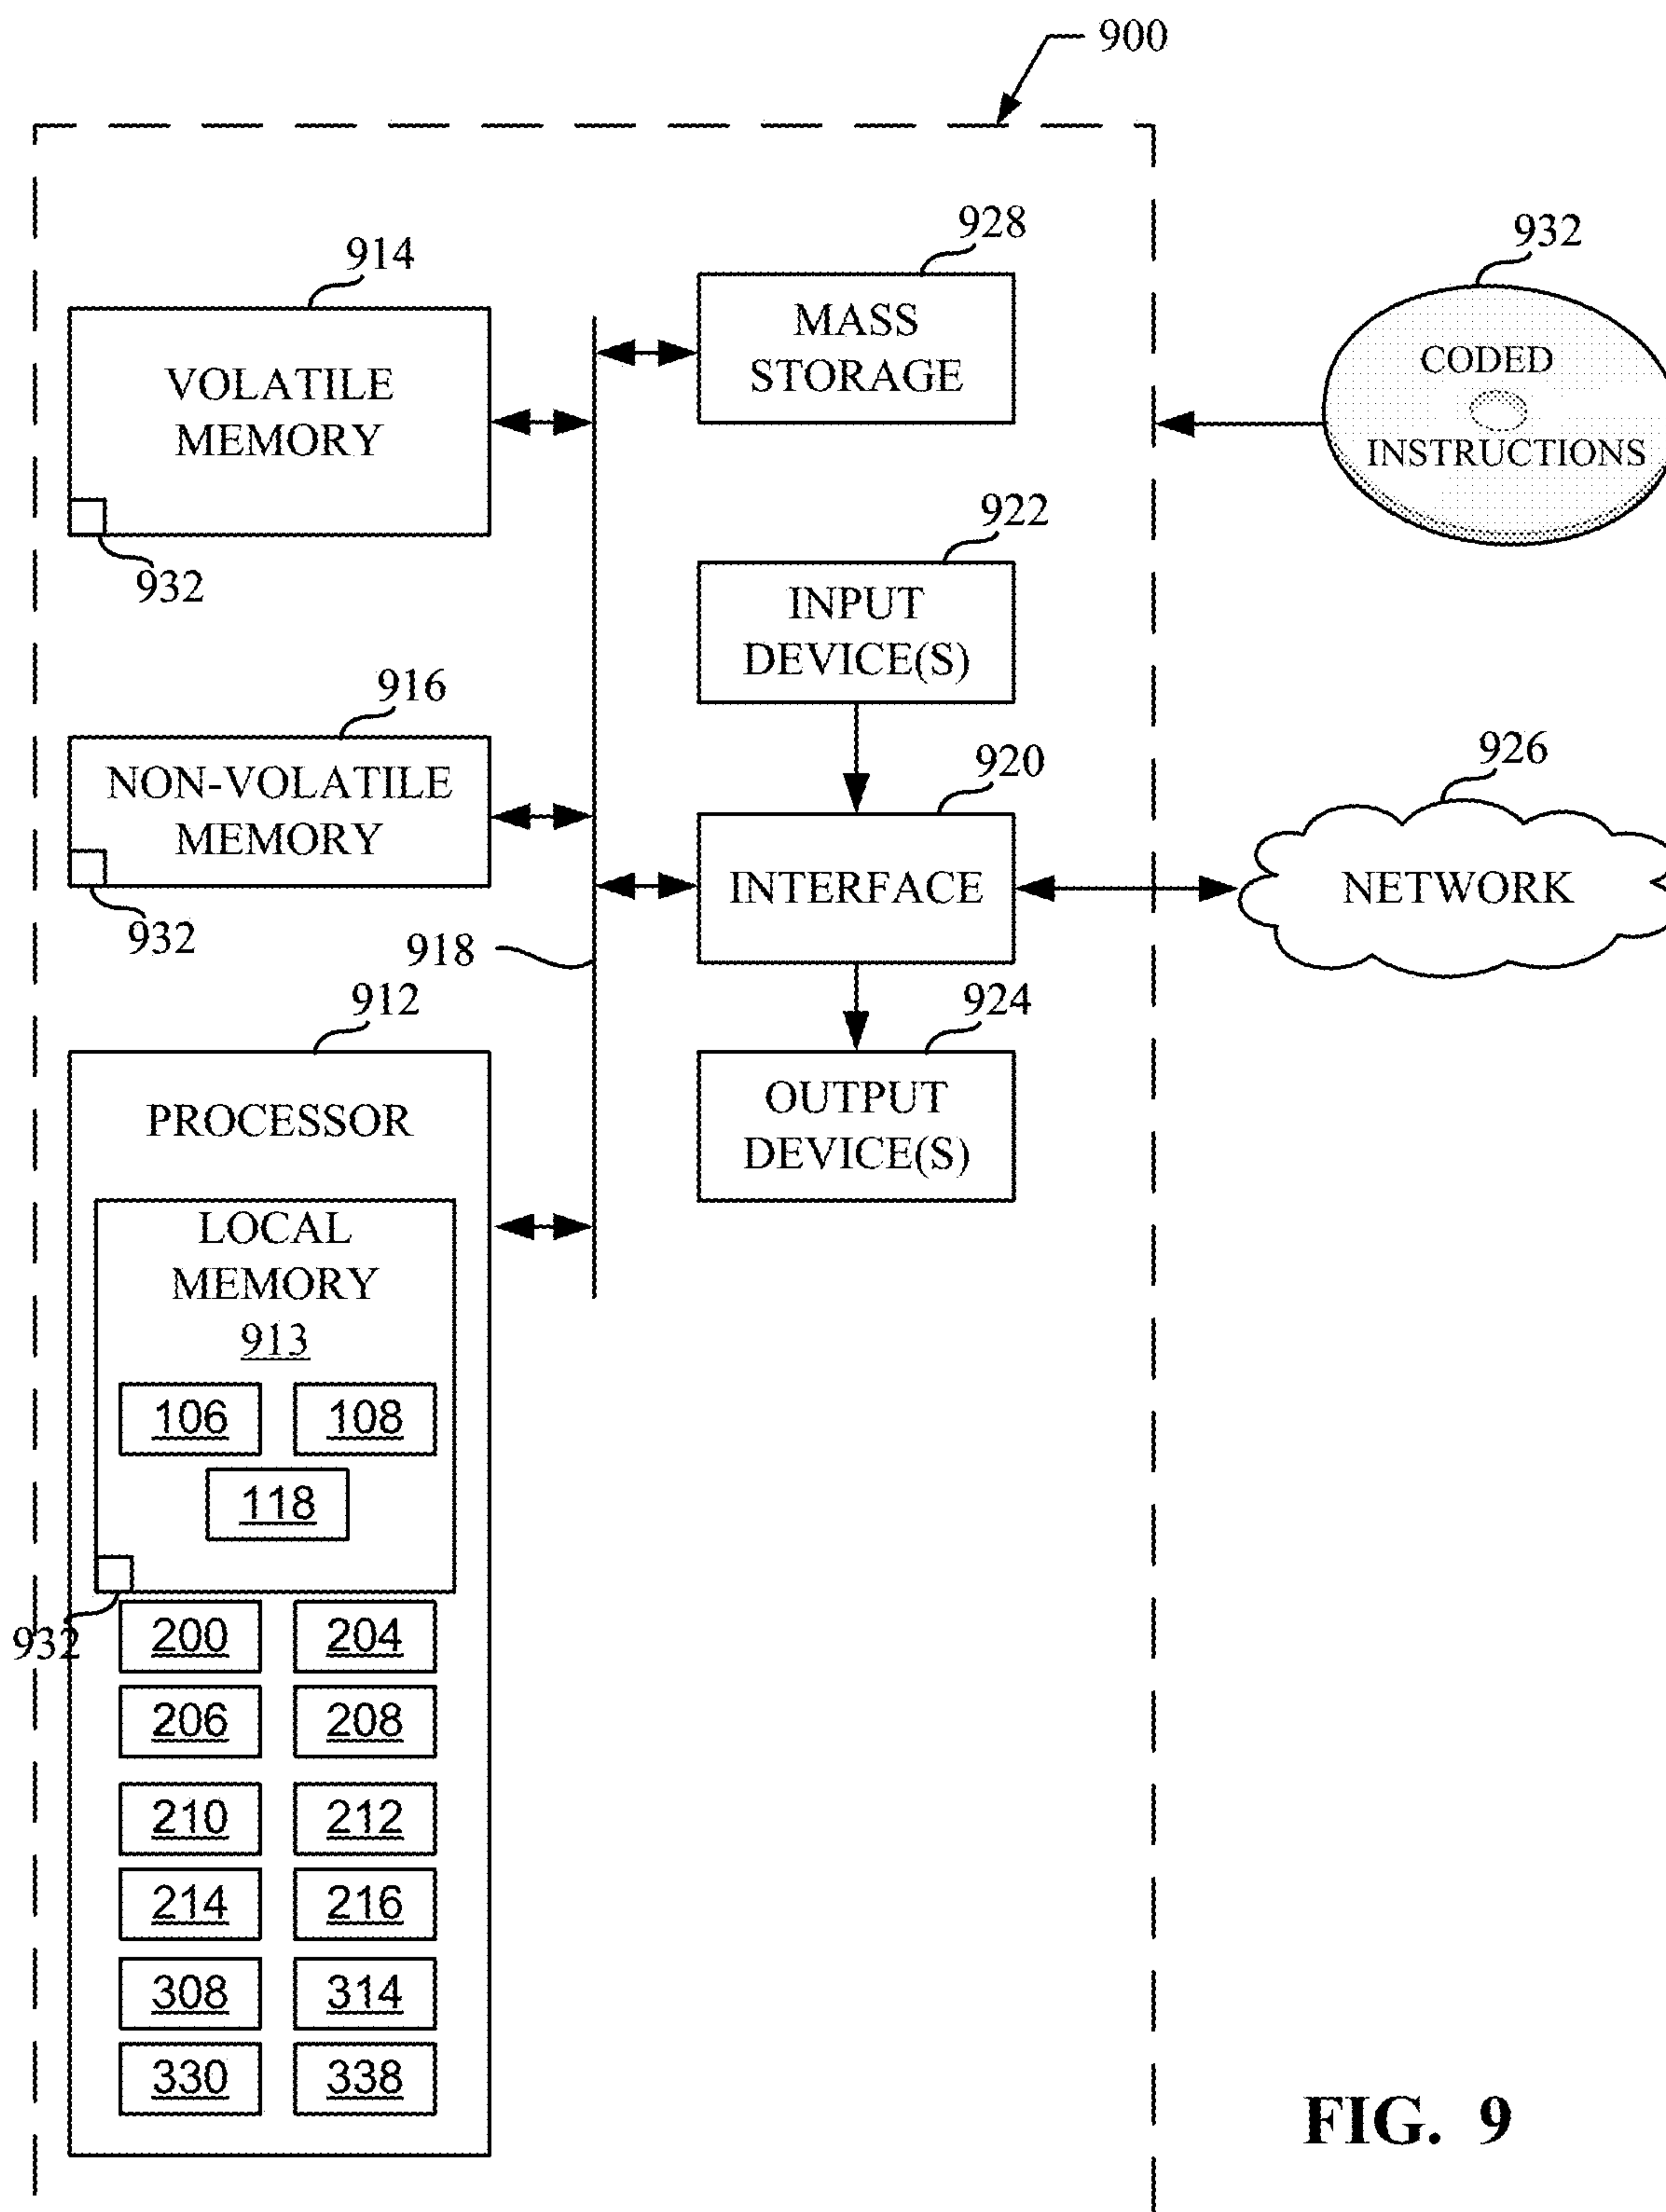 900
928
932
914
MASS
STORAGE
CODED
INSTRUCTIONS
VOLATILE
MEMORY
932
922
INPUT
DEVICE(S)
916
920
926
NON-VOLATILE
MEMORY
932
INTERFACE
NETWORK
918
912
924
PROCESSOR
OUTPUT
DEVICE(S)
LOCAL
MEMORY
913
106 108
118
932
200 204
206 208
210 212
214 216
308 314
330 338
FIG. 9